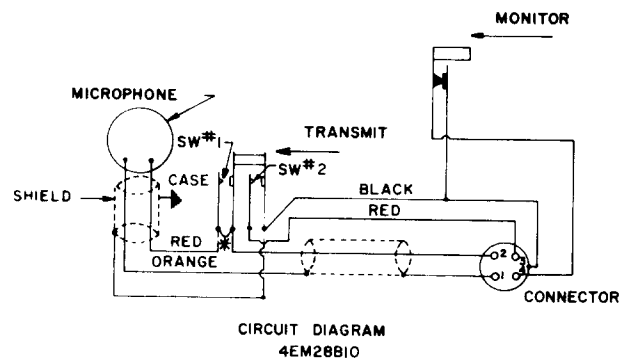 MONITOR
MICROPHONE
SW#1
TRANSMIT
SW#2
SHIELD
CASE
BLACK
RED
RED
*
ORANGE
2
3
1
4
CONNECTOR
CIRCUIT DIAGRAM
4EM28B10